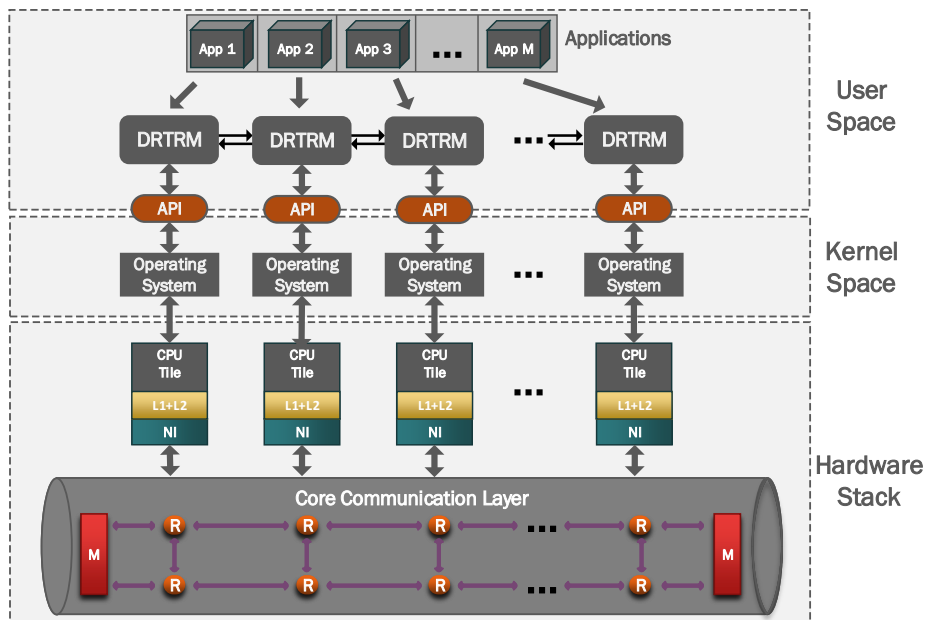 App 1
App 2
App 3
...
App M
Applications
User
Space
DRTRM
DRTRM
DRTRM
...
DRTRM
API
API
API
API
Kernel
Space
Operating
System
Operating
System
Operating
System
...
Operating
System
CPU
Tile
L1+L2
NI
CPU
Tile
L1+L2
NI
CPU
Tile
L1+L2
NI
...
CPU
Tile
L1+L2
NI
Hardware
Stack
Core Communication Layer
M
R
R
R
...
R
M
R
R
R
...
R